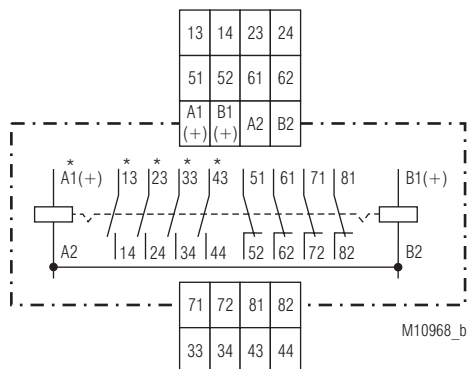 13 14 23 24
51 52 61 62
A1 (+) B1 (+) A2 B2
* * * * *
A1(+) 13 23 33 43 51 61 71 81 B1(+)
A2 14 24 34 44 52 62 72 82 B2
71 72 81 82
M10968_b
33 34 43 44